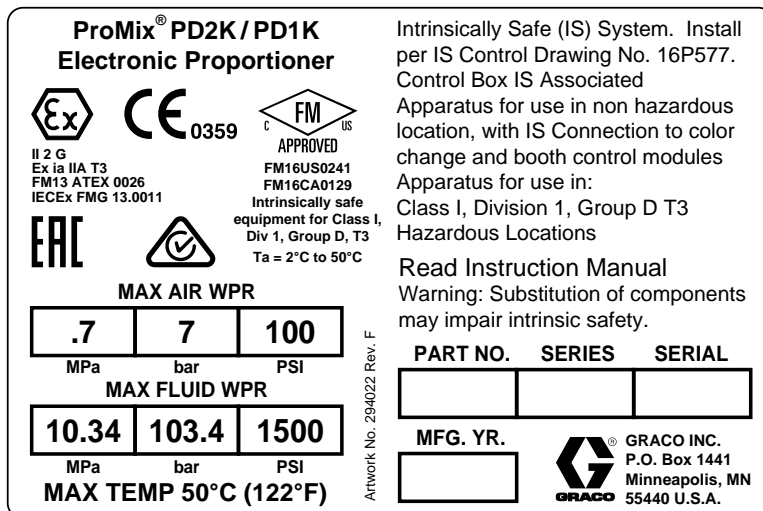 ProMix® PD2K / PD1K
Electronic Proportioner
Ex
CE 0359
FM
C US
APPROVED
II 2 G
Ex ia IIA T3
FM13 ATEX 0026
IECEx FMG 13.0011
FM16US0241
FM16CA0129
Intrinsically safe
equipment for Class I,
Div 1, Group D, T3
Ta = 2°C to 50°C
EAC
MAX AIR WPR
.7 7 100
MPa bar PSI
MAX FLUID WPR
10.34 103.4 1500
MPa bar PSI
MAX TEMP 50°C (122°F)
Artwork No. 294022 Rev. F
Intrinsically Safe (IS) System. Install
per IS Control Drawing No. 16P577.
Control Box IS Associated
Apparatus for use in non hazardous
location, with IS Connection to color
change and booth control modules
Apparatus for use in:
Class I, Division 1, Group D T3
Hazardous Locations
Read Instruction Manual
Warning: Substitution of components
may impair intrinsic safety.
PART NO. SERIES SERIAL
MFG. YR.
G®
GRACO
GRACO INC.
P.O. Box 1441
Minneapolis, MN
55440 U.S.A.